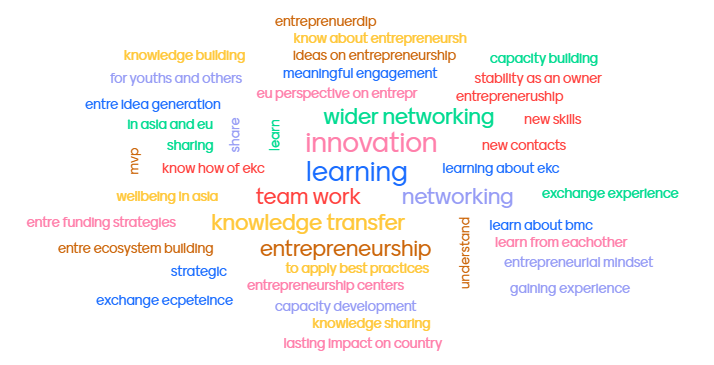 entreprenuerdip
know about entrepreneursh
knowledge building
ideas on entrepreneurship
capacity building
for youths and others
meaningful engagement
stability as an owner
eu perspective on entrepr
entrepreneruship
entre idea generation
wider networking
new skills
in asia and eu
share
learn
innovation
sharing
new contacts
mvp
know how of ekc
learning
learning about ekc
wellbeing in asia
team work
networking
exchange experience
entre funding strategies
knowledge transfer
learn about bmc
entre ecosystem building
entrepreneurship
understand
learn from eachother
strategic
to apply best practices
entrepreneurial mindset
entrepreneurship centers
gaining experience
exchange ecpeteince
capacity development
knowledge sharing
lasting impact on country